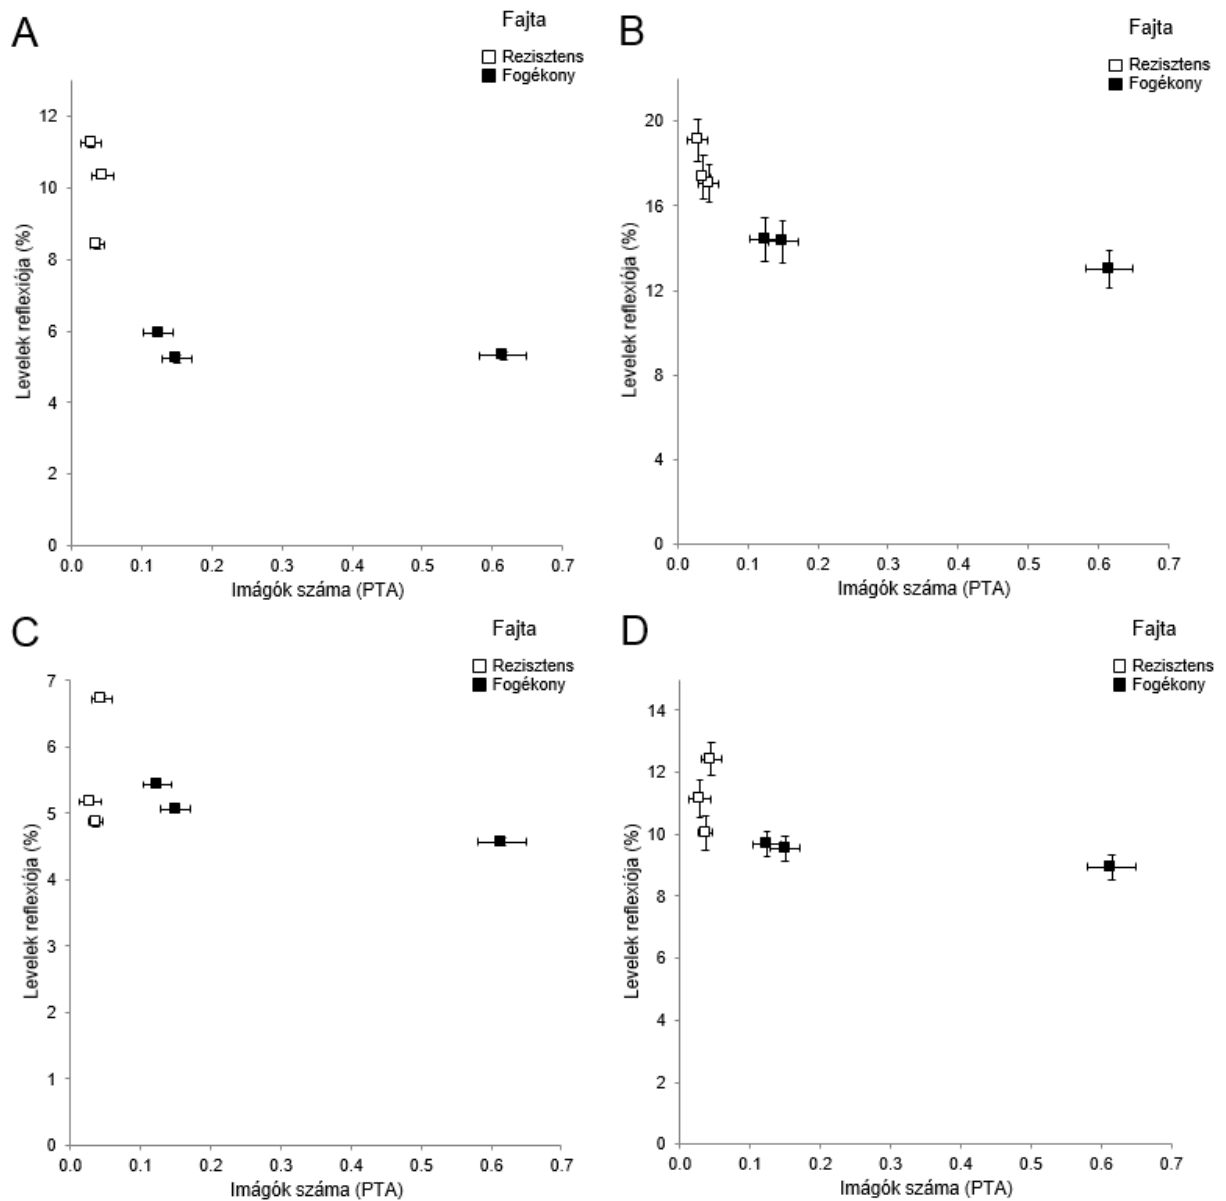 A
Fajta
Rezisztens
Fogékony
12
10
8
6
4
2
0
Levelek reflexiója (%)
0.0 0.1 0.2 0.3 0.4 0.5 0.6 0.7
Imágók száma (PTA)
B
Fajta
Rezisztens
Fogékony
20
16
12
8
4
0
Levelek reflexiója (%)
0.0 0.1 0.2 0.3 0.4 0.5 0.6 0.7
Imágók száma (PTA)
C
Fajta
Rezisztens
Fogékony
7
6
5
4
3
2
1
0
Levelek reflexiója (%)
0.0 0.1 0.2 0.3 0.4 0.5 0.6 0.7
Imágók száma (PTA)
D
Fajta
Rezisztens
Fogékony
14
12
10
8
6
4
2
0
Levelek reflexiója (%)
0.0 0.1 0.2 0.3 0.4 0.5 0.6 0.7
Imágók száma (PTA)